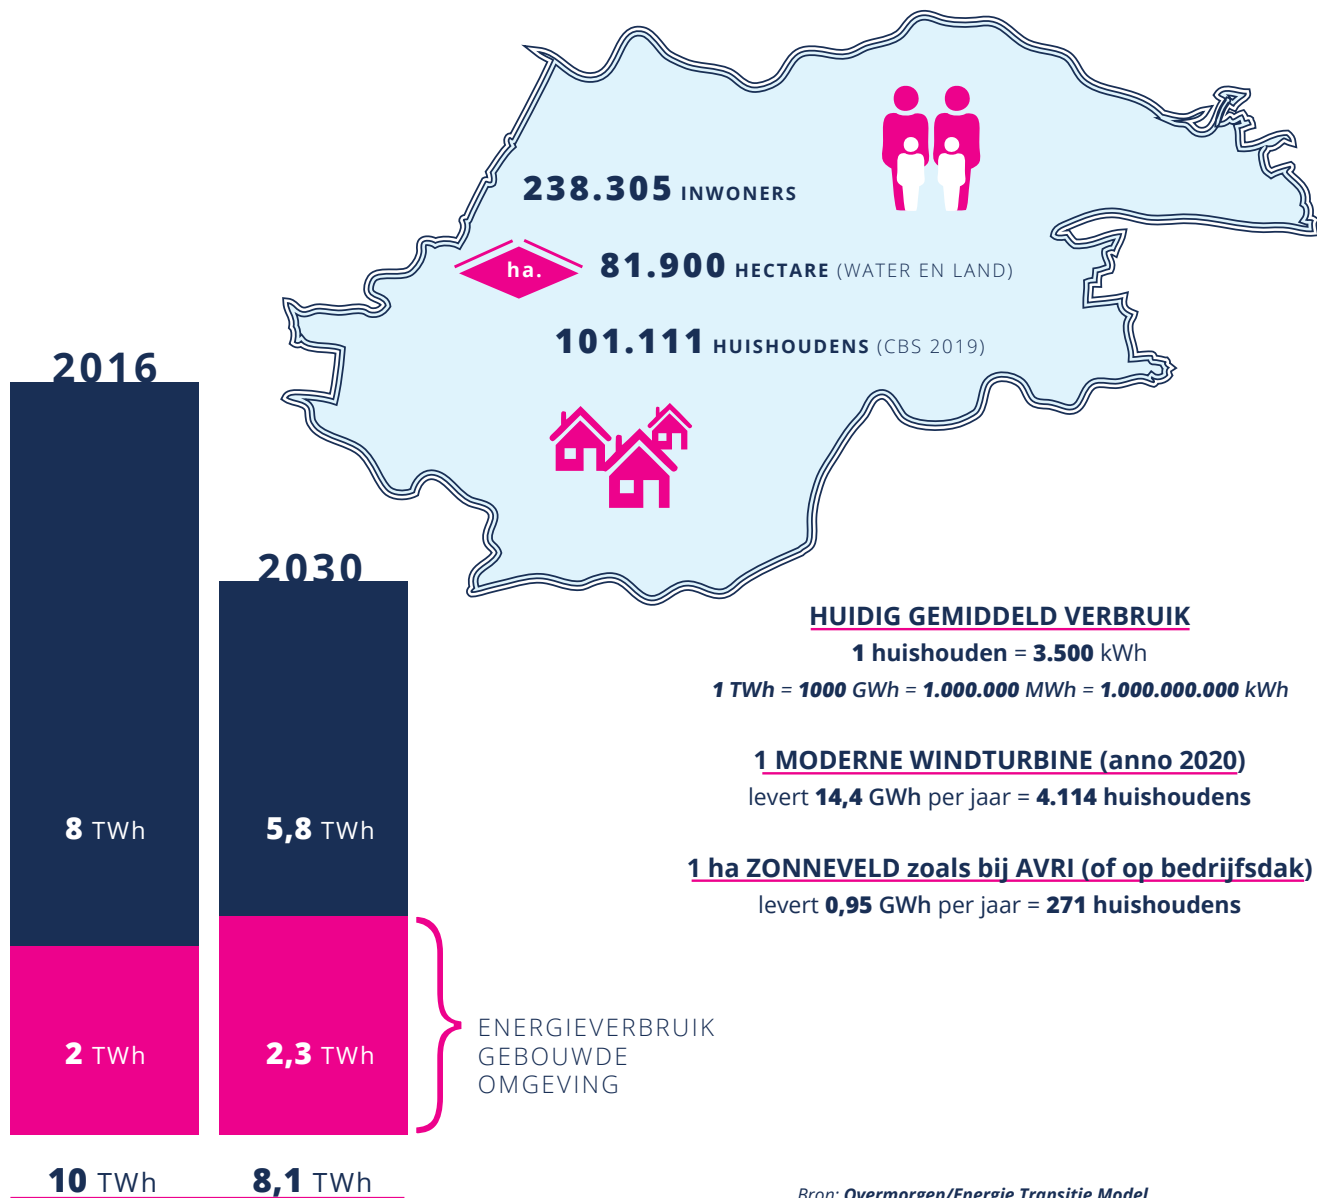 238.305 INWONERS
ha.
81.900 HECTARE (WATER EN LAND)
101.111 HUISHOUDENS (CBS 2019)
2016
8 TWh
2 TWh
10 TWh
2030
5,8 TWh
2,3 TWh
8,1 TWh
ENERGIEVERBRUIK
GEBOUWDE
OMGEVING
HUIDIG GEMIDDELD VERBRUIK
1 huishouden = 3.500 kWh
1 TWh = 1000 GWh = 1.000.000 MWh = 1.000.000.000 kWh
1 MODERNE WINDTURBINE (anno 2020)
levert 14,4 GWh per jaar = 4.114 huishoudens
1 ha ZONNEVELD zoals bij AVRI (of op bedrijfsdak)
levert 0,95 GWh per jaar = 271 huishoudens
Bron: Overmorgen/Energie Transitie Model